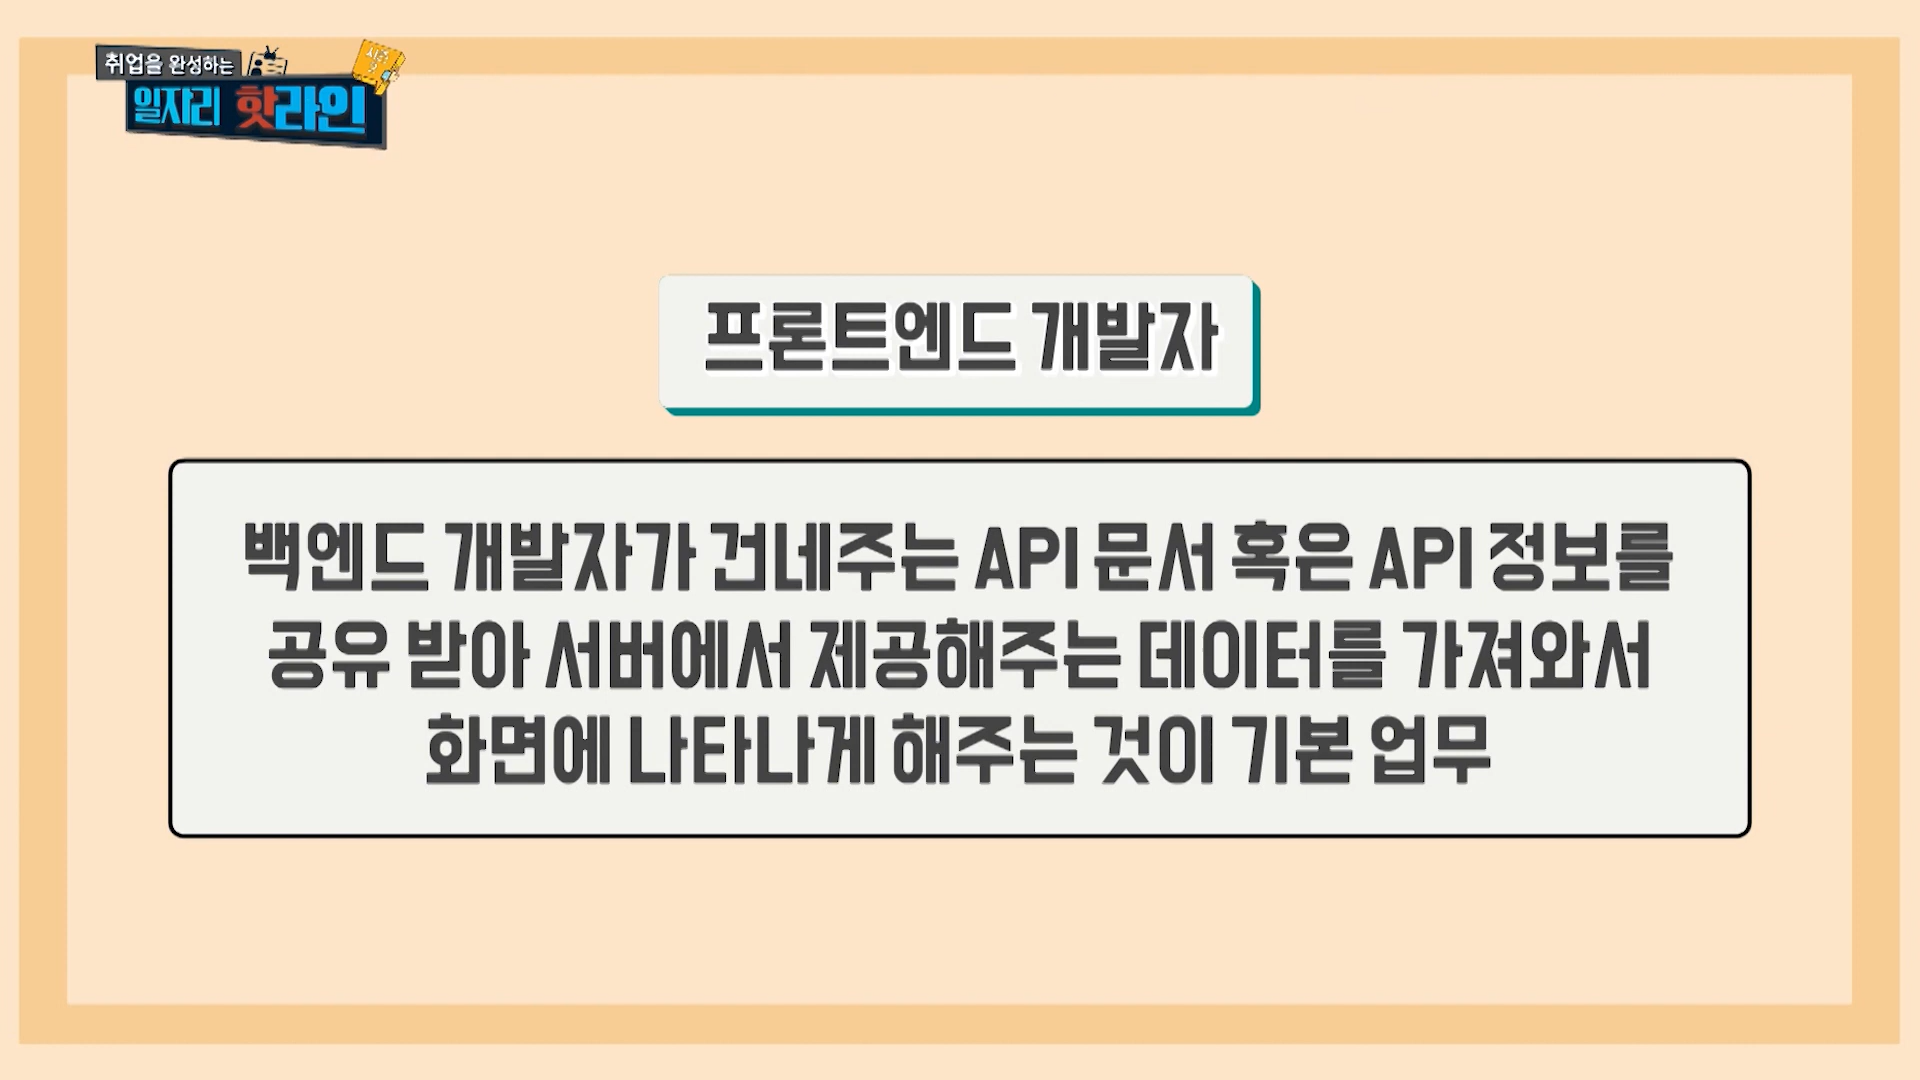 취업을 완성하는
일자리 핫라인
프론트엔드 개발자
백엔드 개발자가 건네주는 API 문서 혹은 API 정보를
공유 받아 서버에서 제공해주는 데이터를 가져와서
화면에 나타나게 해주는 것이 기본 업무